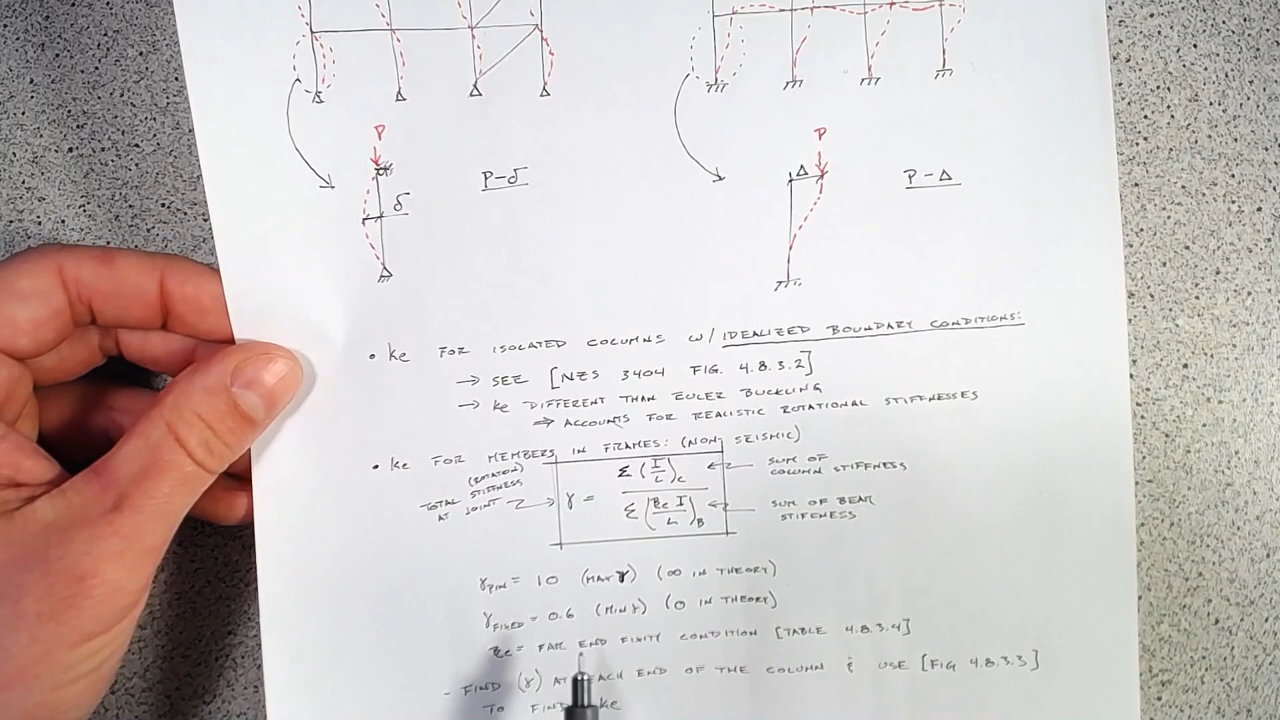 P
δ
P-δ
P
Δ
P-Δ
• ke FOR ISOLATED COLUMNS W/ IDEALIZED BOUNDARY CONDITIONS:
→ SEE [NZS 3404 FIG. 4.8.3.2]
→ ke DIFFERENT THAN EULER BUCKLING
⇒ ACCOUNTS FOR REALISTIC ROTATIONAL STIFFNESSES
• ke FOR MEMBERS IN FRAMES: (NON-SEISMIC)
(ROTATION)
TOTAL STIFFNESS
AT JOINT
γ = Σ(I/L)c / Σ(βe I/L)B
SUM OF
COLUMN STIFFNESS
SUM OF BEAM
STIFFNESS
γPIN = 10 (MAX γ) (∞ IN THEORY)
γFIXED = 0.6 (MIN γ) (0 IN THEORY)
βe = FAR END FIXITY CONDITION [TABLE 4.8.3.4]
- FIND (γ) AT EACH END OF THE COLUMN & USE [FIG 4.8.3.3]
TO FIND ke